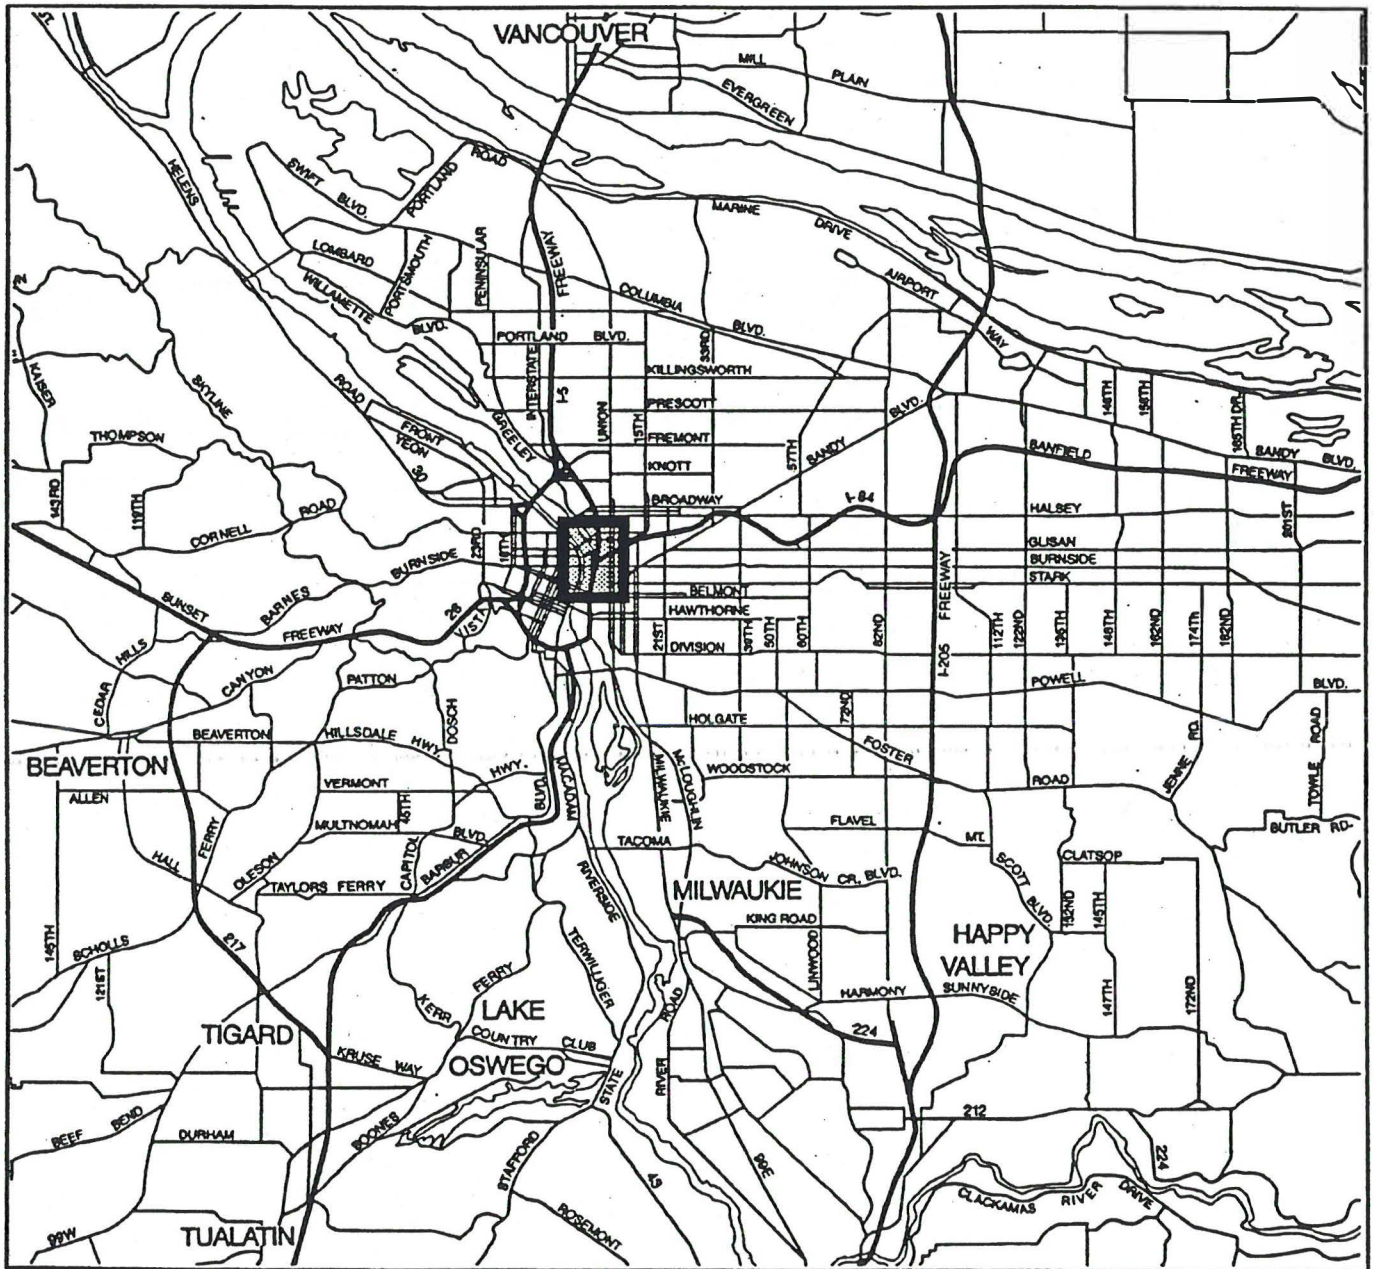 ST.
VANCOUVER
MILL
PLAIN
EVERGREEN
HELENS
SWIFT
BLVD.
PORTLAND
ROAD
MARINE
DRIVE
LOMBARD
PORTSMOUTH
PENINSULAR
FREEWAY
WILLAMETTE
BLVD.
COLUMBIA
BLVD.
AIRPORT
WAY
PORTLAND BLVD.
INTERSTATE
I-5
33RD
KILLINGSWORTH
KAISER
SKYLINE
ROAD
GREELEY
UNION
15TH
PRESCOTT
FREMONT
KNOTT
57TH
SANDY
BLVD.
148TH
158TH
185TH DR.
SANDY
BLVD.
BANFIELD
FREEWAY
THOMPSON
FRONT
YEON
30
143RD
119TH
CORNELL
ROAD
BROADWAY
I-84
HALSEY
201ST
23RD
16TH
GLISAN
BURNSIDE
BURNSIDE
STARK
BELMONT
HAWTHORNE
DIVISION
SUNSET
BARNES
FREEWAY
26
VISTA
21ST
39TH
50TH
60TH
82ND
FREEWAY
I-205
112TH
122ND
135TH
148TH
162ND
174TH
182ND
CEDAR
HILLS
CANYON
PATTON
DOSCH
POWELL
BLVD.
BEAVERTON
HILLSDALE
HWY.
HOLGATE
72ND
FOSTER
ROAD
JENNE
RD.
TOWLE ROAD
BEAVERTON
ALLEN
VERMONT
HWY.
BLVD.
MACADAM
MILWAUKIE
McLOUGHLIN
WOODSTOCK
45TH
MULTNOMAH
BLVD.
FLAVEL
MT.
SCOTT
BLVD.
BUTLER RD.
HALL
FERRY
OLESON
TAYLORS FERRY
CAPITOL
BARBUR
TACOMA
JOHNSON CR. BLVD.
CLATSOP
RIVERSIDE
MILWAUKIE
132ND
145TH
KING ROAD
LINWOOD
HAPPY
VALLEY
145TH
SCHOLLS
121ST
217
TERWILLIGER
FERRY
KERR
LAKE
OSWEGO
COUNTRY CLUB
ROAD
RIVER
HARMONY
SUNNYSIDE
147TH
172ND
224
TIGARD
KRUSE WAY
STATE
BEEF BEND
DURHAM
BOONES
STAFFORD
43
99E
212
224
CLACKAMAS
RIVER
DRIVE
99W
TUALATIN
ROSEMONT